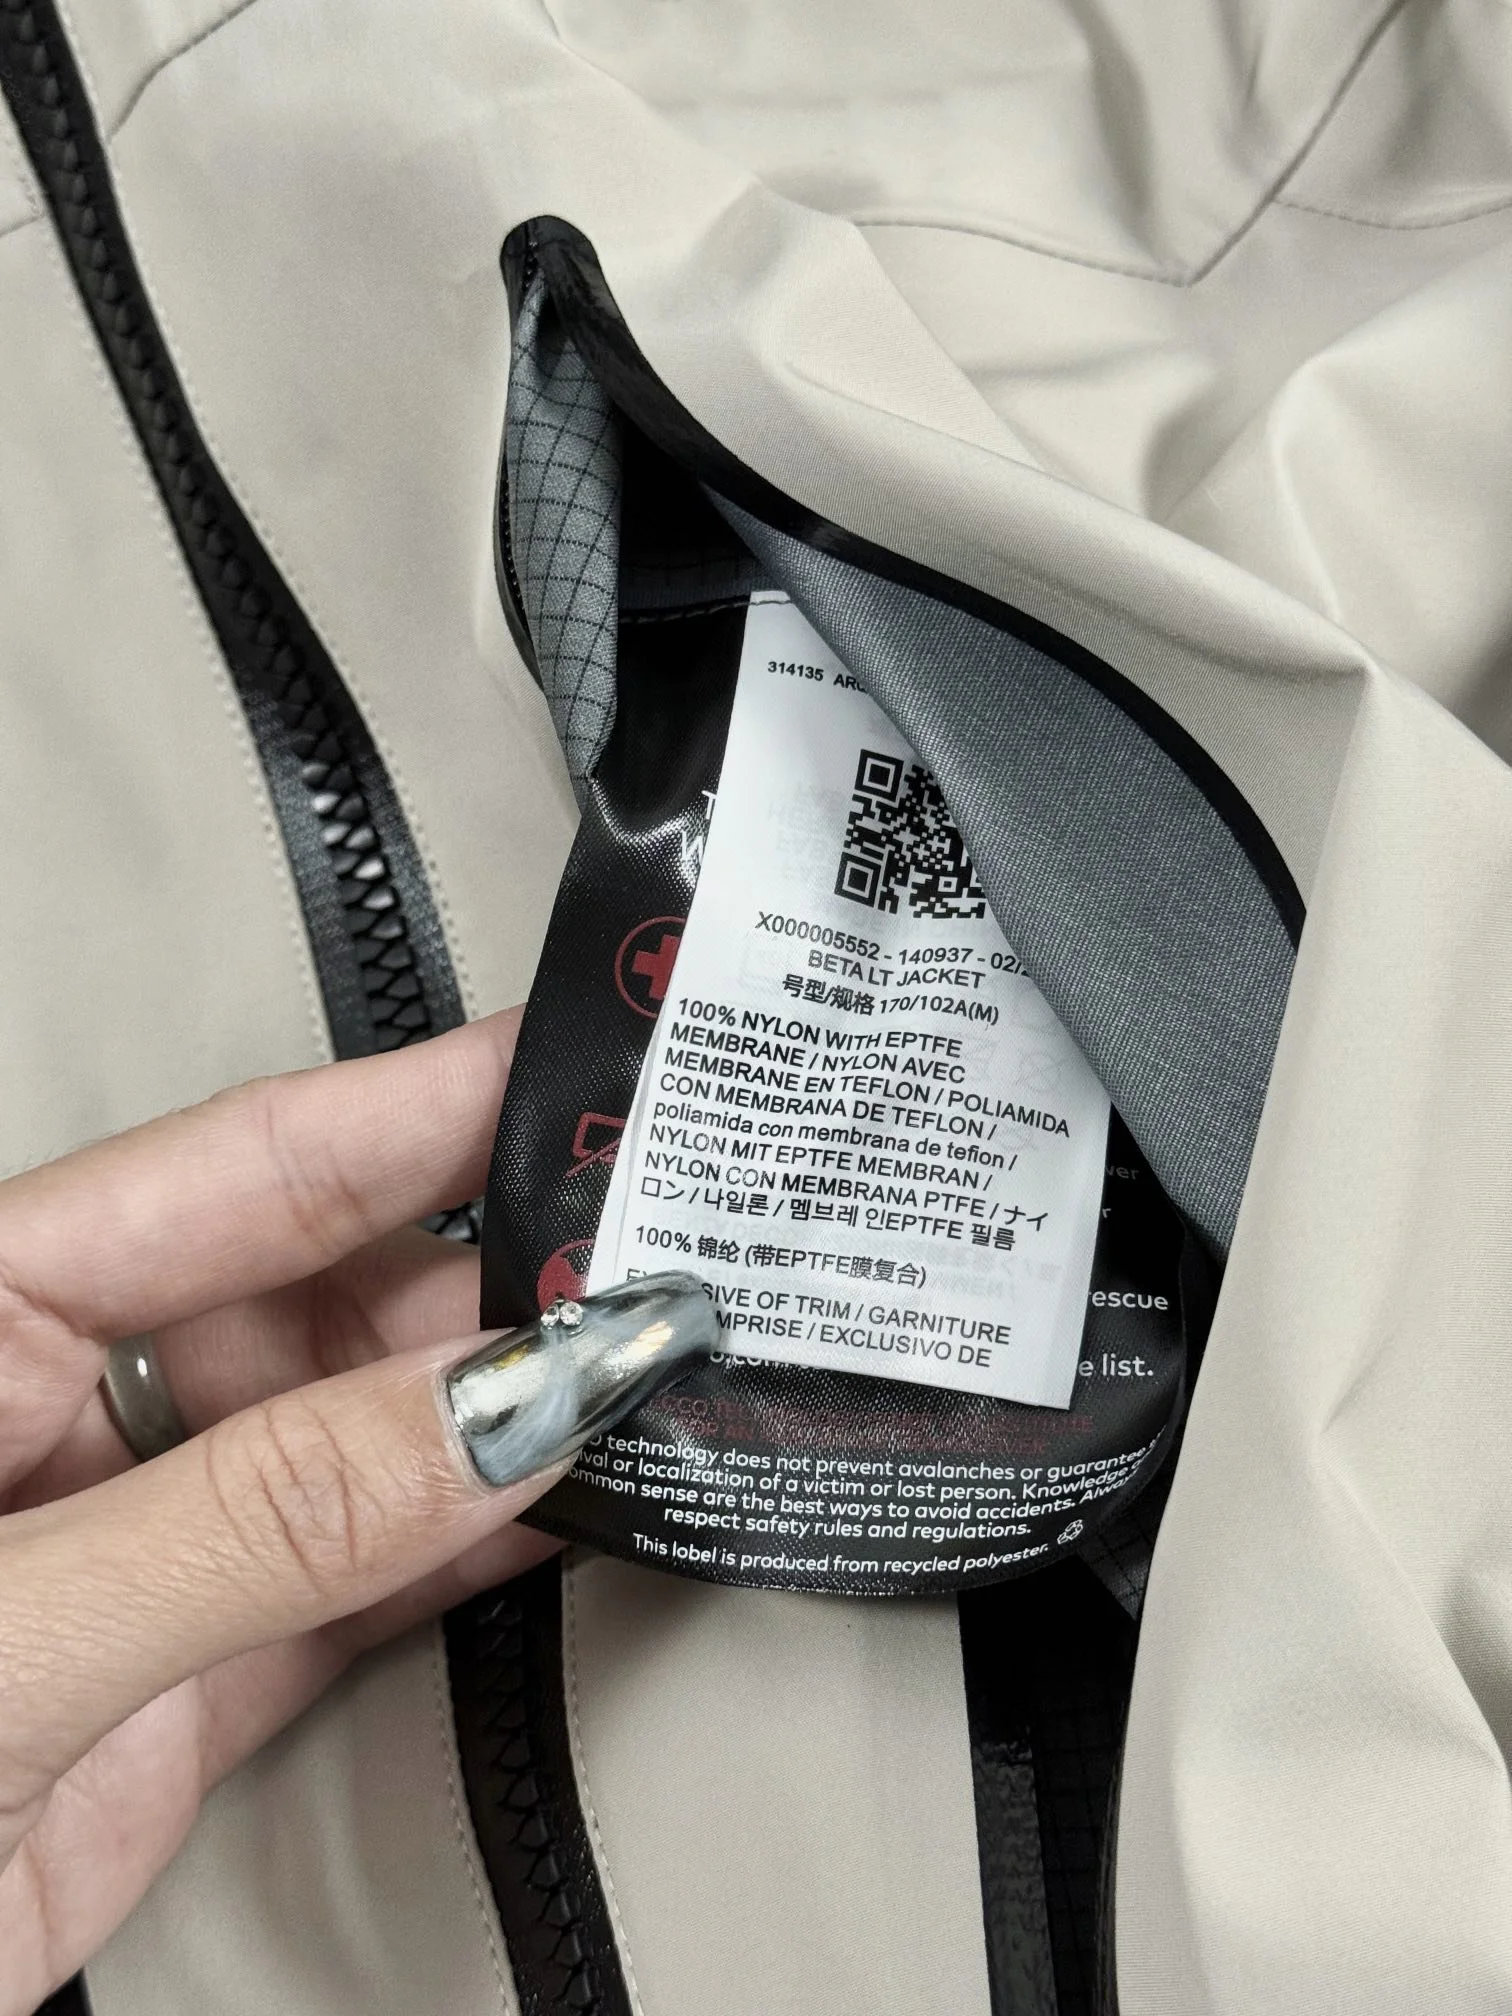 314135
X000005552 - 140937 - 02/
BETA LT JACKET
号型/规格 170/102A(M)
100% NYLON WITH EPTFE
MEMBRANE / NYLON AVEC
MEMBRANE EN TEFLON / POLIAMIDA
CON MEMBRANA DE TEFLON /
poliamida con membrana de tefion /
NYLON MIT EPTFE MEMBRAN /
NYLON CON MEMBRANA PTFE / ナイ
ロン / 나일론 / 멤브레 인EPTFE 필름
100% 锦纶 (带EPTFE膜复合)
SIVE OF TRIM / GARNITURE
MPRISE / EXCLUSIVO DE
rescue
list.
technology does not prevent avalanches or guarantee
or localization of a victim or lost person. Knowledge
sense are the best ways to avoid accidents. Always
respect safety rules and regulations.
This label is produced from recycled polyester.